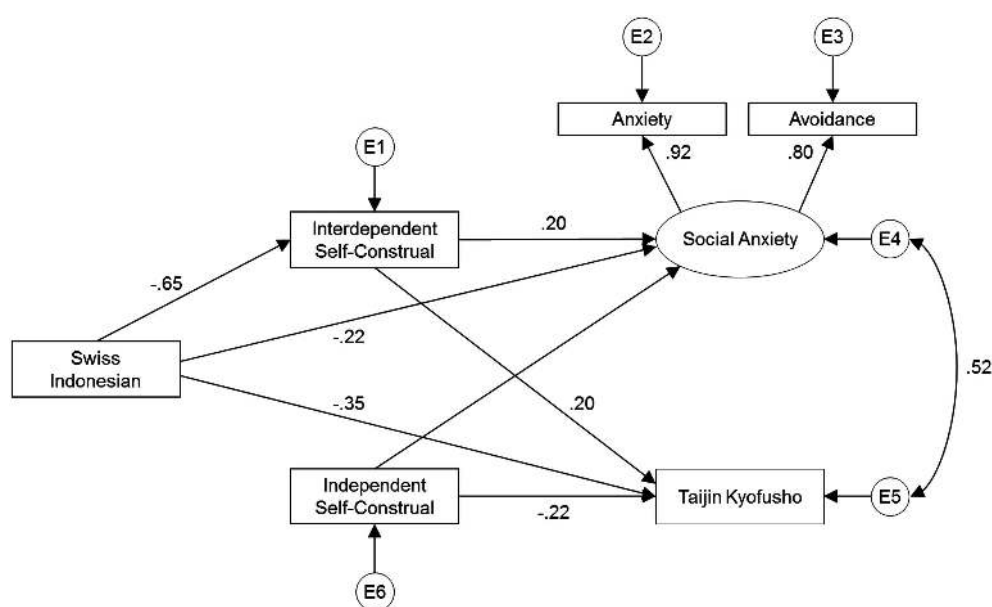 E2
E3
Anxiety
Avoidance
E1
.92
.80
Interdependent
Self-Construal
.20
Social Anxiety
E4
-.65
-.22
Swiss
Indonesian
.52
-.35
.20
Independent
Self-Construal
-.22
Taijin Kyofusho
E5
E6